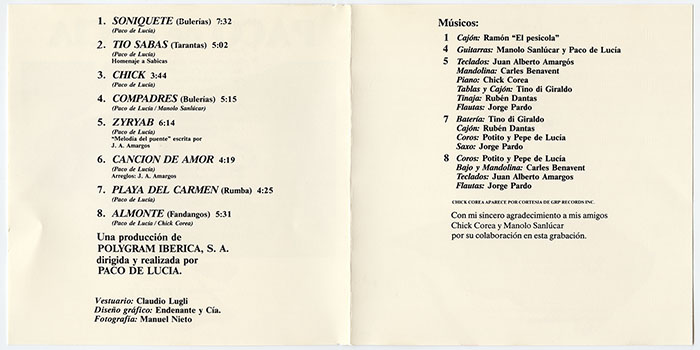 1. SONIQUETE (Bulerías) 7:32
(Paco de Lucía)
2. TIO SABAS (Tarantas) 5:02
(Paco de Lucía)
Homenaje a Sabicas
3. CHICK 3:44
(Paco de Lucía)
4. COMPADRES (Bulerías) 5:15
(Paco de Lucía / Manolo Sanlúcar)
5. ZYRYAB 6:14
(Paco de Lucía)
"Melodía del puente" escrita por
J. A. Amargos
6. CANCION DE AMOR 4:19
(Paco de Lucía)
Arreglos: J. A. Amargos
7. PLAYA DEL CARMEN (Rumba) 4:25
(Paco de Lucía)
8. ALMONTE (Fandangos) 5:31
(Paco de Lucía / Chick Corea)
Una producción de
POLYGRAM IBERICA, S. A.
dirigida y realizada por
PACO DE LUCIA.
Vestuario: Claudio Lugli
Diseño gráfico: Endenante y Cía.
Fotografía: Manuel Nieto
Músicos:
1 Cajón: Ramón "El pesicola"
4 Guitarras: Manolo Sanlúcar y Paco de Lucía
5 Teclados: Juan Alberto Amargós
Mandolina: Carles Benavent
Piano: Chick Corea
Tablas y Cajón: Tino di Giraldo
Tinaja: Rubén Dantas
Flautas: Jorge Pardo
7 Batería: Tino di Giraldo
Cajón: Rubén Dantas
Coros: Potito y Pepe de Lucía
Saxo: Jorge Pardo
8 Coros: Potito y Pepe de Lucía
Bajo y Mandolina: Carles Benavent
Teclados: Juan Alberto Amargos
Flautas: Jorge Pardo
CHICK COREA APARECE POR CORTENIA DE GRP RECORDS INC.
Con mi sincero agradecimiento a mis amigos
Chick Corea y Manolo Sanlúcar
por su colaboración en esta grabación.